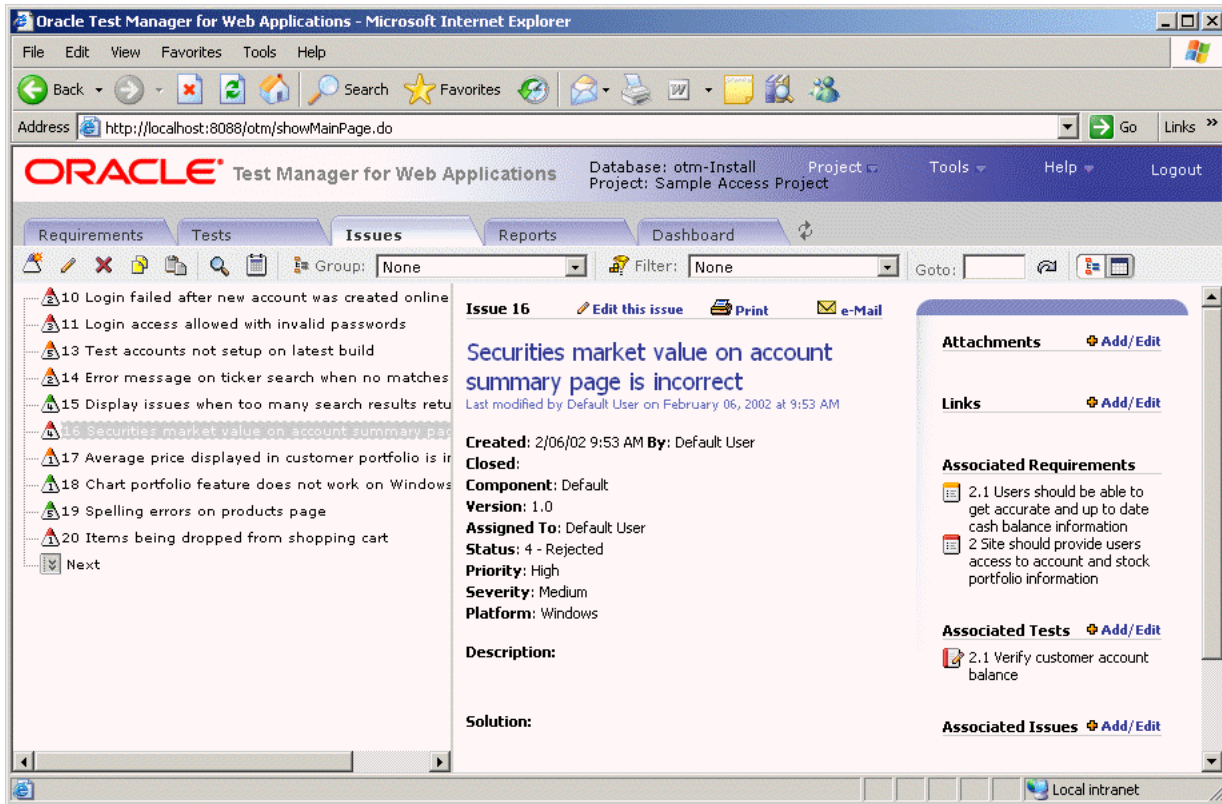 Oracle Test Manager for Web Applications - Microsoft Internet Explorer
File Edit View Favorites Tools Help
Back Search Favorites
Address http://localhost:8088/otm/showMainPage.do Go Links »
ORACLE Test Manager for Web Applications
Database: otm-Install Project Tools Help Logout
Project: Sample Access Project
Requirements Tests Issues Reports Dashboard
Group: None Filter: None Goto:
10 Login failed after new account was created online
11 Login access allowed with invalid passwords
13 Test accounts not setup on latest build
14 Error message on ticker search when no matches
15 Display issues when too many search results retu
16 Securities market value on account summary pag
17 Average price displayed in customer portfolio is in
18 Chart portfolio feature does not work on Windows
19 Spelling errors on products page
20 Items being dropped from shopping cart
Next
Issue 16 Edit this issue Print e-Mail
Securities market value on account
summary page is incorrect
Last modified by Default User on February 06, 2002 at 9:53 AM
Created: 2/06/02 9:53 AM By: Default User
Closed:
Component: Default
Version: 1.0
Assigned To: Default User
Status: 4 - Rejected
Priority: High
Severity: Medium
Platform: Windows
Description:
Solution:
Attachments Add/Edit
Links Add/Edit
Associated Requirements
2.1 Users should be able to
get accurate and up to date
cash balance information
2 Site should provide users
access to account and stock
portfolio information
Associated Tests Add/Edit
2.1 Verify customer account
balance
Associated Issues Add/Edit
Local intranet